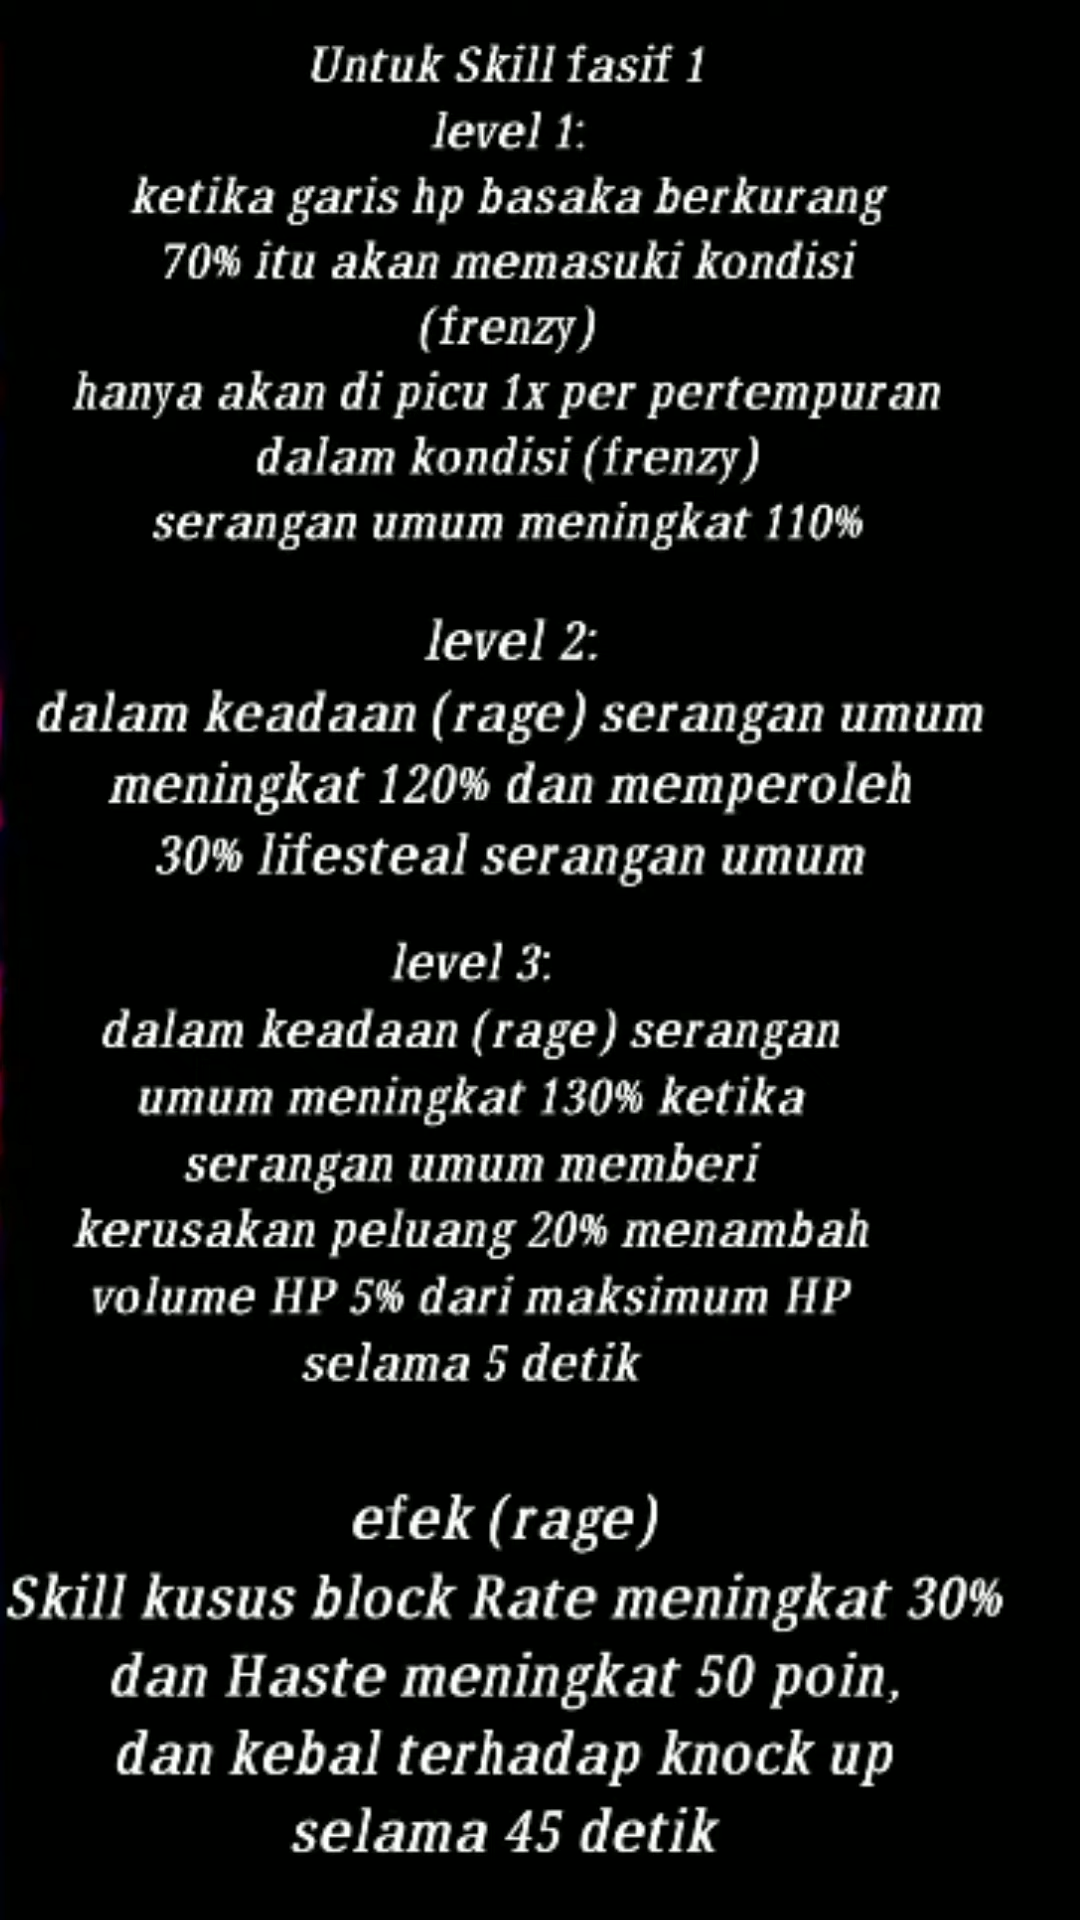 Untuk Skill fasif 1
level 1:
ketika garis hp basaka berkurang
70% itu akan memasuki kondisi
(frenzy)
hanya akan di picu 1x per pertempuran
dalam kondisi (frenzy)
serangan umum meningkat 110%
level 2:
dalam keadaan (rage) serangan umum
meningkat 120% dan memperoleh
30% lifesteal serangan umum
level 3:
dalam keadaan (rage) serangan
umum meningkat 130% ketika
serangan umum memberi
kerusakan peluang 20% menambah
volume HP 5% dari maksimum HP
selama 5 detik
efek (rage)
Skill kusus block Rate meningkat 30%
dan Haste meningkat 50 poin,
dan kebal terhadap knock up
selama 45 detik